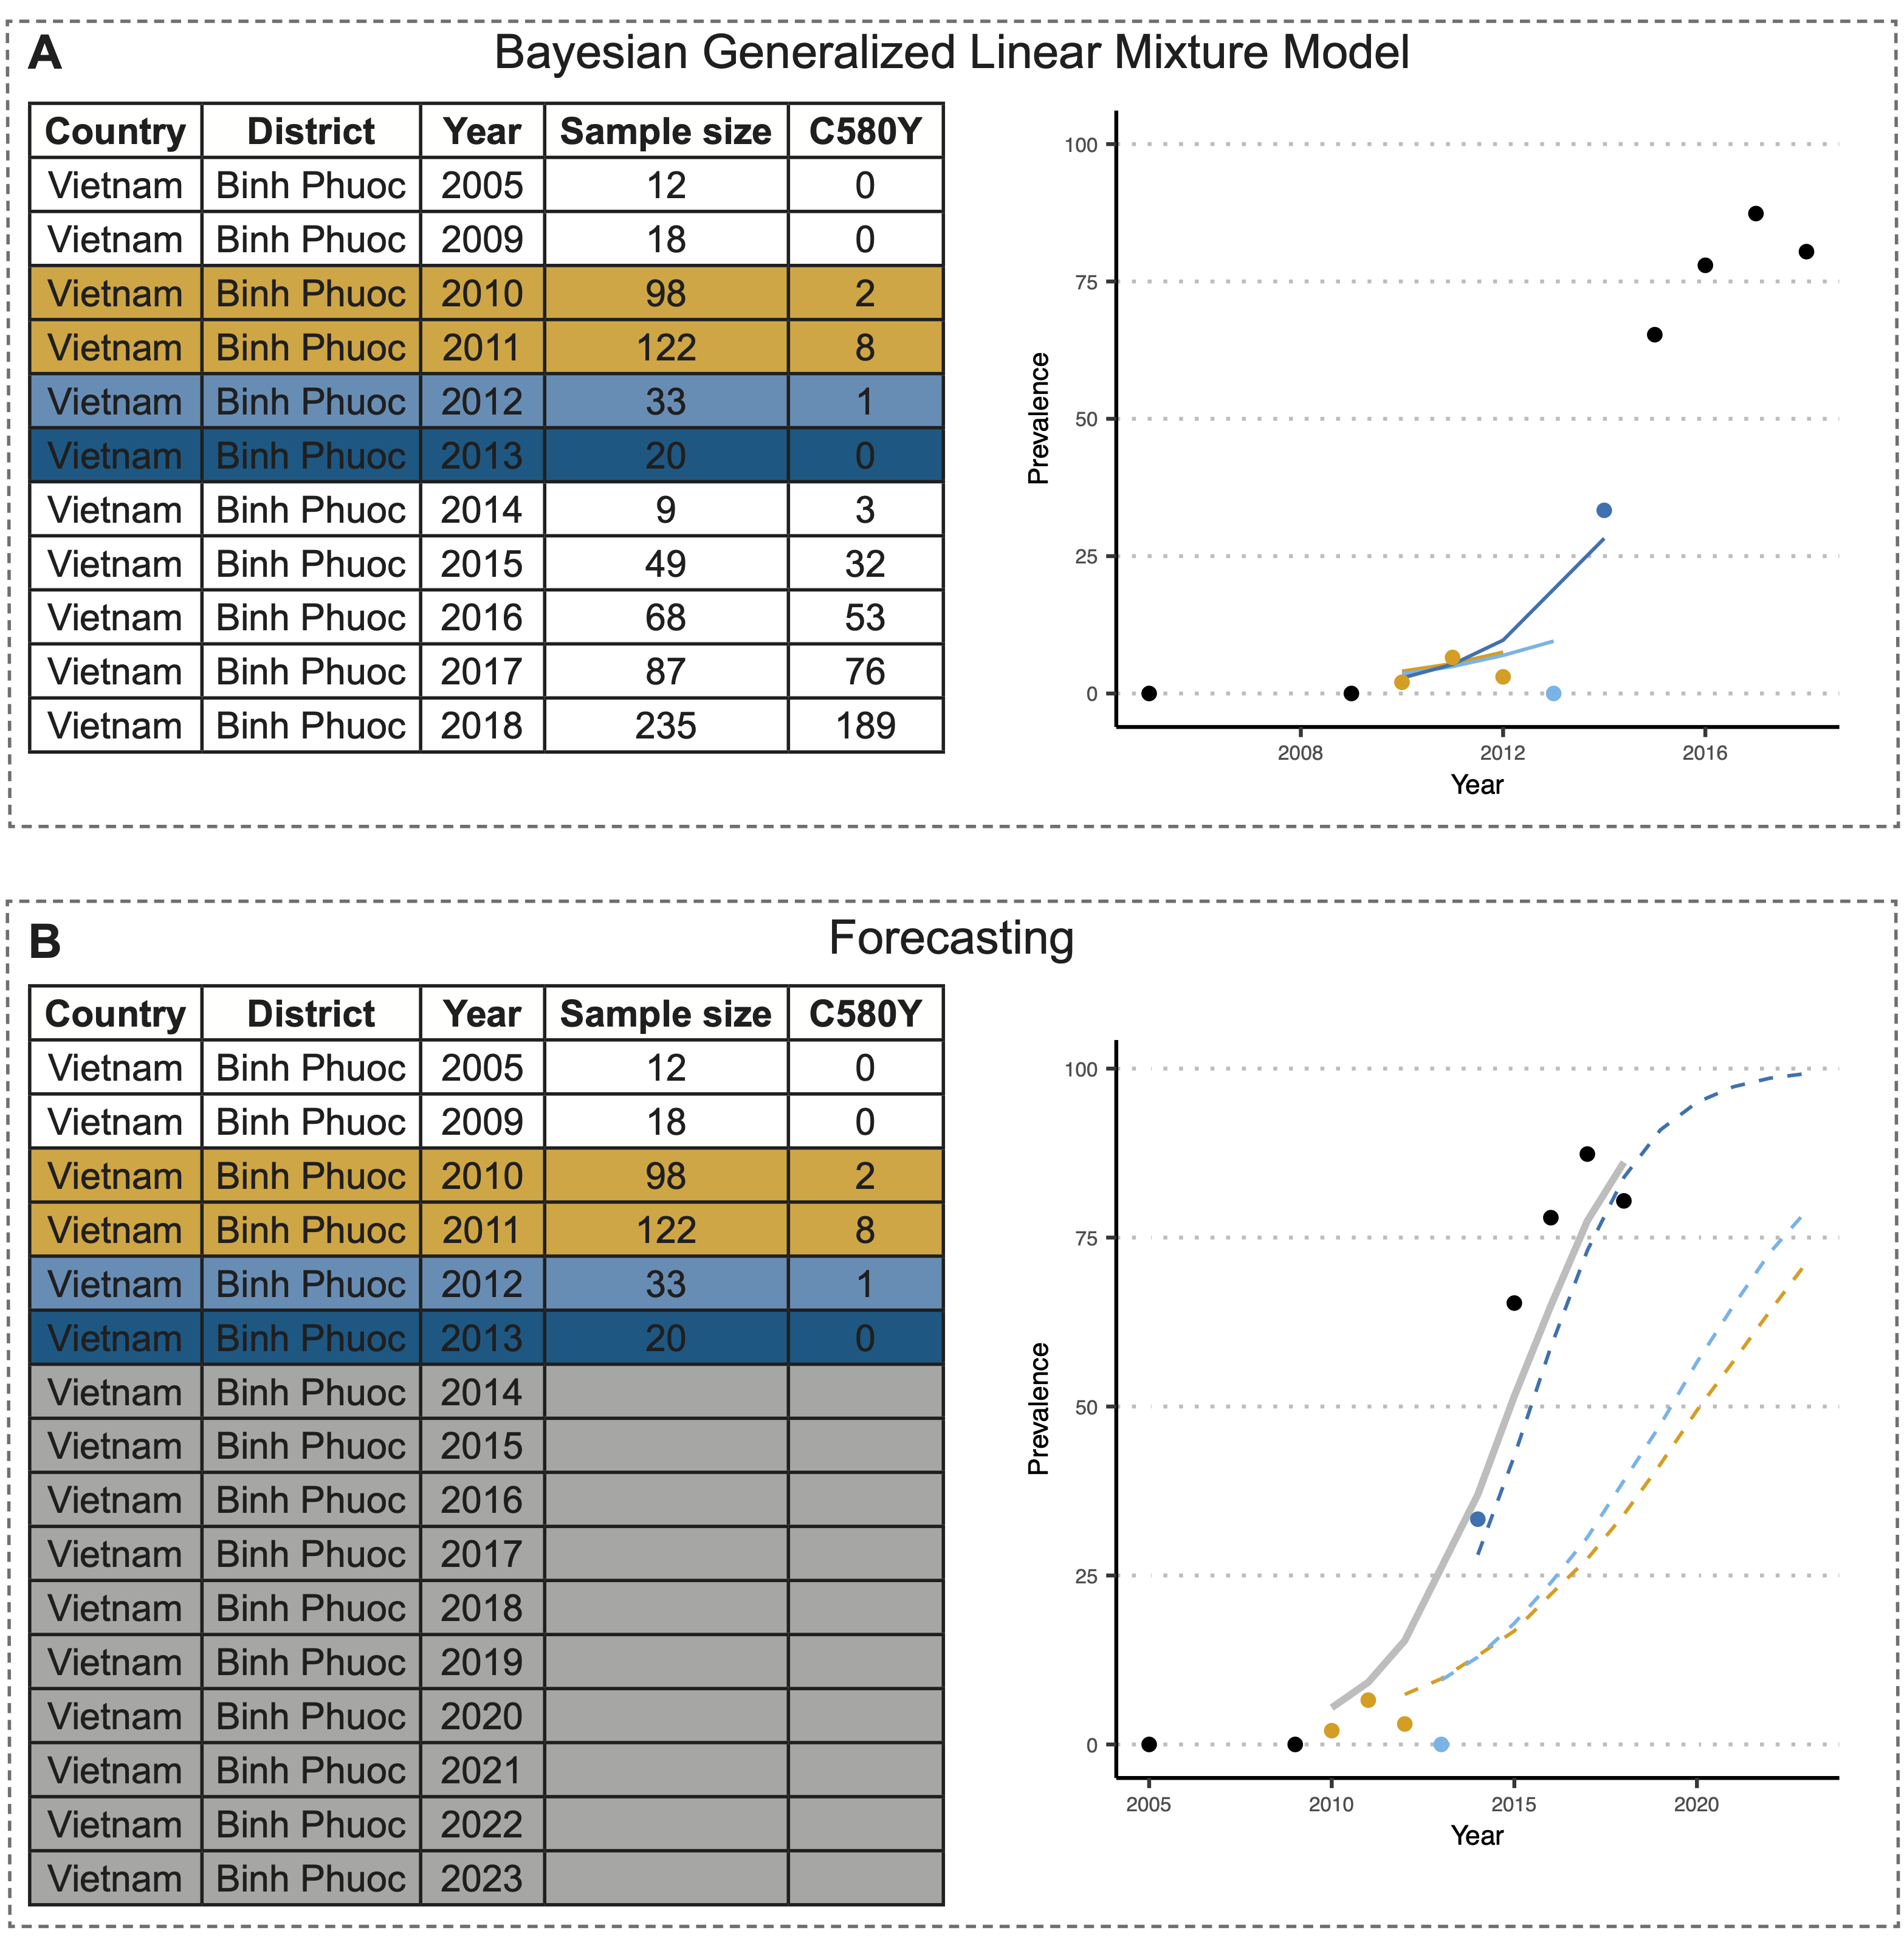 A
Bayesian Generalized Linear Mixture Model
Country District Year Sample size C580Y
Vietnam Binh Phuoc 2005 12 0
Vietnam Binh Phuoc 2009 18 0
Vietnam Binh Phuoc 2010 98 2
Vietnam Binh Phuoc 2011 122 8
Vietnam Binh Phuoc 2012 33 1
Vietnam Binh Phuoc 2013 20 0
Vietnam Binh Phuoc 2014 9 3
Vietnam Binh Phuoc 2015 49 32
Vietnam Binh Phuoc 2016 68 53
Vietnam Binh Phuoc 2017 87 76
Vietnam Binh Phuoc 2018 235 189
Prevalence
100
75
50
25
0
2008 2012 2016
Year
B
Forecasting
Country District Year Sample size C580Y
Vietnam Binh Phuoc 2005 12 0
Vietnam Binh Phuoc 2009 18 0
Vietnam Binh Phuoc 2010 98 2
Vietnam Binh Phuoc 2011 122 8
Vietnam Binh Phuoc 2012 33 1
Vietnam Binh Phuoc 2013 20 0
Vietnam Binh Phuoc 2014
Vietnam Binh Phuoc 2015
Vietnam Binh Phuoc 2016
Vietnam Binh Phuoc 2017
Vietnam Binh Phuoc 2018
Vietnam Binh Phuoc 2019
Vietnam Binh Phuoc 2020
Vietnam Binh Phuoc 2021
Vietnam Binh Phuoc 2022
Vietnam Binh Phuoc 2023
Prevalence
100
75
50
25
0
2005 2010 2015 2020
Year